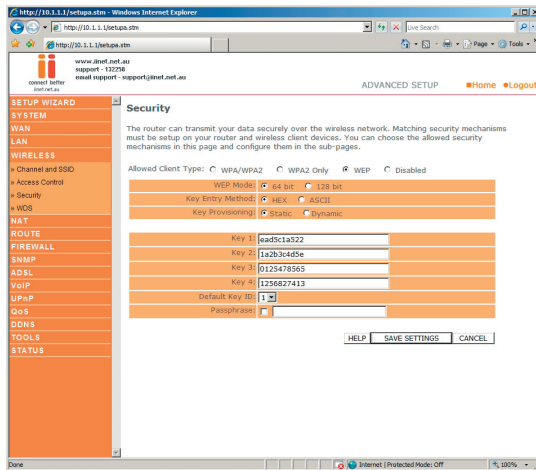 http://10.1.1.1/setupa.stm - Windows Internet Explorer
http://10.1.1.1/setupa.stm
Live Search
http://10.1.1.1/setupa.stm
Page
Tools
www.iinet.net.au
support - 132258
email support - support@iinet.net.au
connect better
iinet.net.au
ADVANCED SETUP
Home
Logout
SETUP WIZARD
SYSTEM
WAN
LAN
WIRELESS
» Channel and SSID
» Access Control
» Security
» WDS
NAT
ROUTE
FIREWALL
SNMP
ADSL
VoIP
UPnP
QoS
DDNS
TOOLS
STATUS
Security
The router can transmit your data securely over the wireless network. Matching security mechanisms
must be setup on your router and wireless client devices. You can choose the allowed security
mechanisms in this page and configure them in the sub-pages.
Allowed Client Type: WPA/WPA2 WPA2 Only WEP Disabled
WEP Mode: 64 bit 128 bit
Key Entry Method: HEX ASCII
Key Provisioning: Static Dynamic
Key 1: ead5c1a522
Key 2: 1a2b3c4d5e
Key 3: 0125478565
Key 4: 1256827413
Default Key ID: 1
Passphrase:
HELP SAVE SETTINGS CANCEL
Done
Internet | Protected Mode: Off
100%